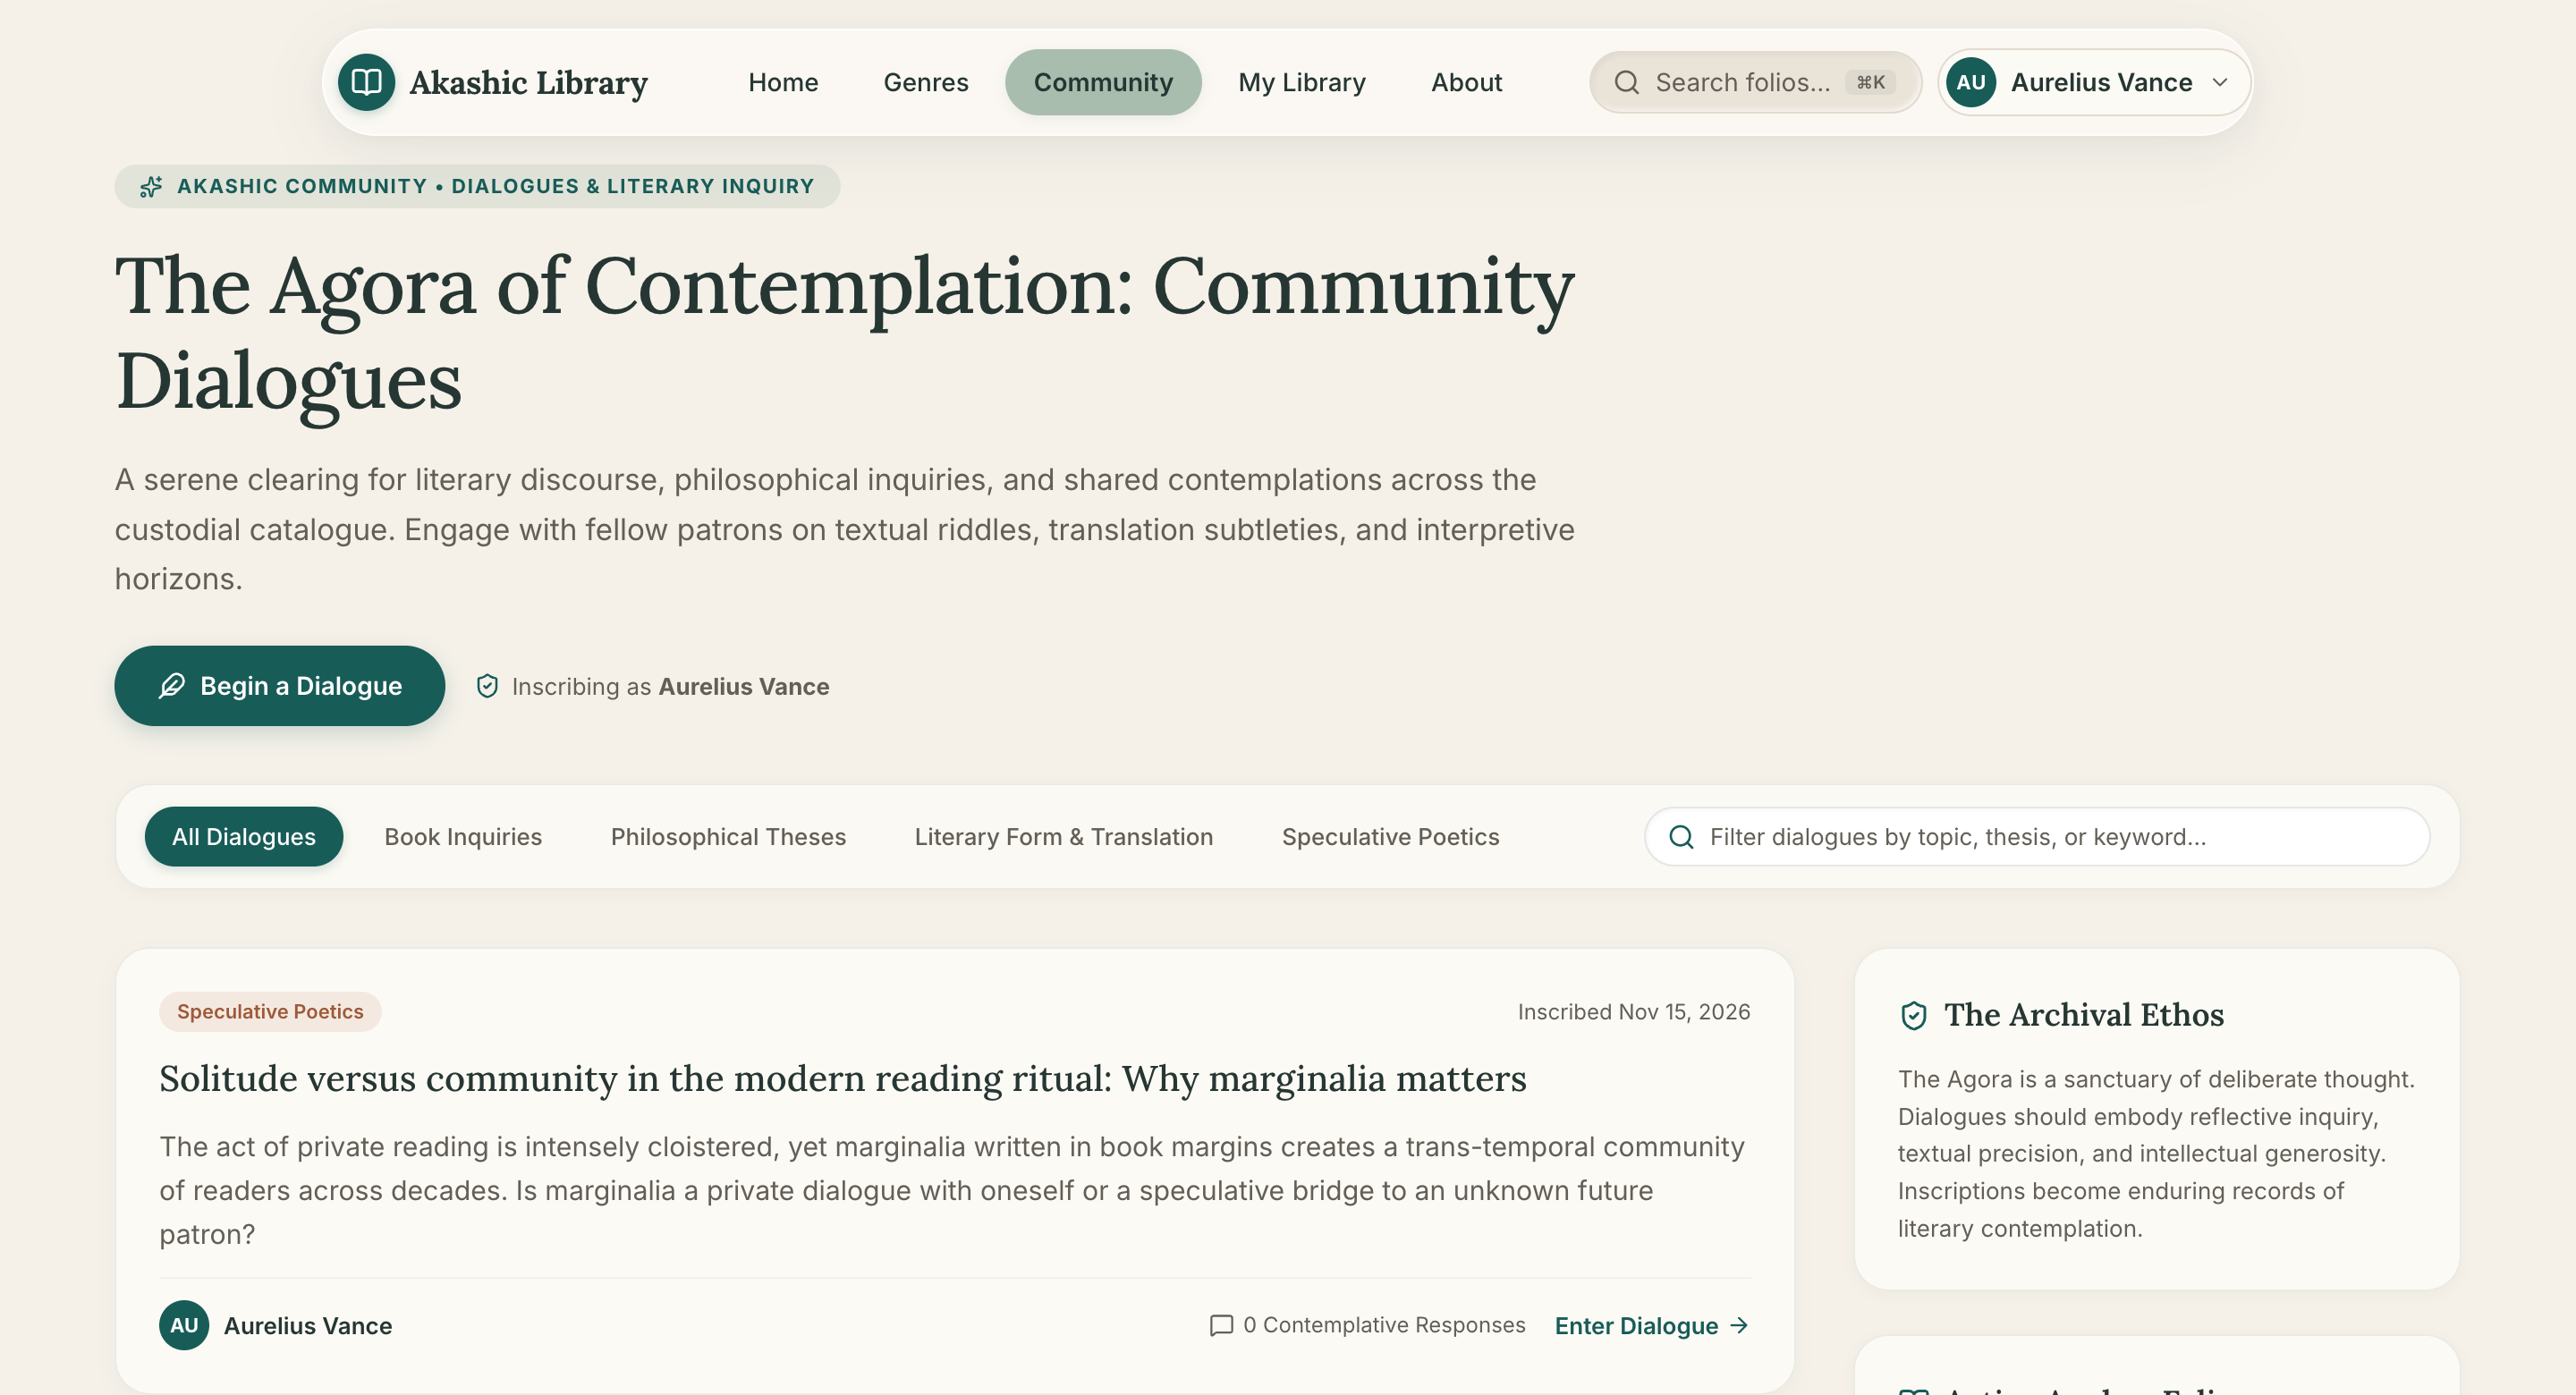 Akashic Library
Home
Genres
Community
My Library
About
Search folios...
⌘K
AU
Aurelius Vance
AKASHIC COMMUNITY • DIALOGUES & LITERARY INQUIRY
The Agora of Contemplation: Community
Dialogues
A serene clearing for literary discourse, philosophical inquiries, and shared contemplations across the
custodial catalogue. Engage with fellow patrons on textual riddles, translation subtleties, and interpretive
horizons.
Begin a Dialogue
Inscribing as Aurelius Vance
All Dialogues
Book Inquiries
Philosophical Theses
Literary Form & Translation
Speculative Poetics
Filter dialogues by topic, thesis, or keyword...
Speculative Poetics
Inscribed Nov 15, 2026
Solitude versus community in the modern reading ritual: Why marginalia matters
The act of private reading is intensely cloistered, yet marginalia written in book margins creates a trans-temporal community
of readers across decades. Is marginalia a private dialogue with oneself or a speculative bridge to an unknown future
patron?
AU
Aurelius Vance
0 Contemplative Responses
Enter Dialogue
The Archival Ethos
The Agora is a sanctuary of deliberate thought.
Dialogues should embody reflective inquiry,
textual precision, and intellectual generosity.
Inscriptions become enduring records of
literary contemplation.